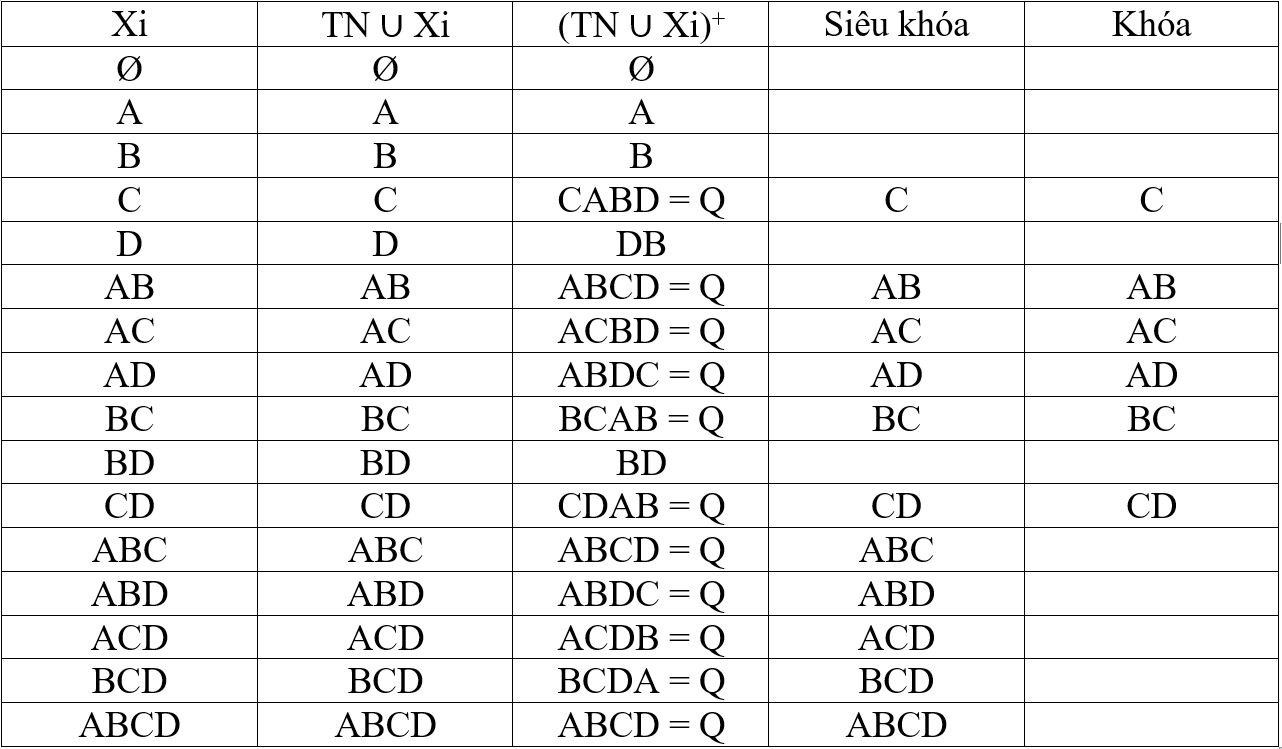 Xi TN ∪ Xi (TN ∪ Xi)⁺ Siêu khóa Khóa
Ø Ø Ø
A A A
B B B
C C CABD = Q C C
D D DB
AB AB ABCD = Q AB AB
AC AC ACBD = Q AC AC
AD AD ABDC = Q AD AD
BC BC BCAB = Q BC BC
BD BD BD
CD CD CDAB = Q CD CD
ABC ABC ABCD = Q ABC
ABD ABD ABDC = Q ABD
ACD ACD ACDB = Q ACD
BCD BCD BCDA = Q BCD
ABCD ABCD ABCD = Q ABCD